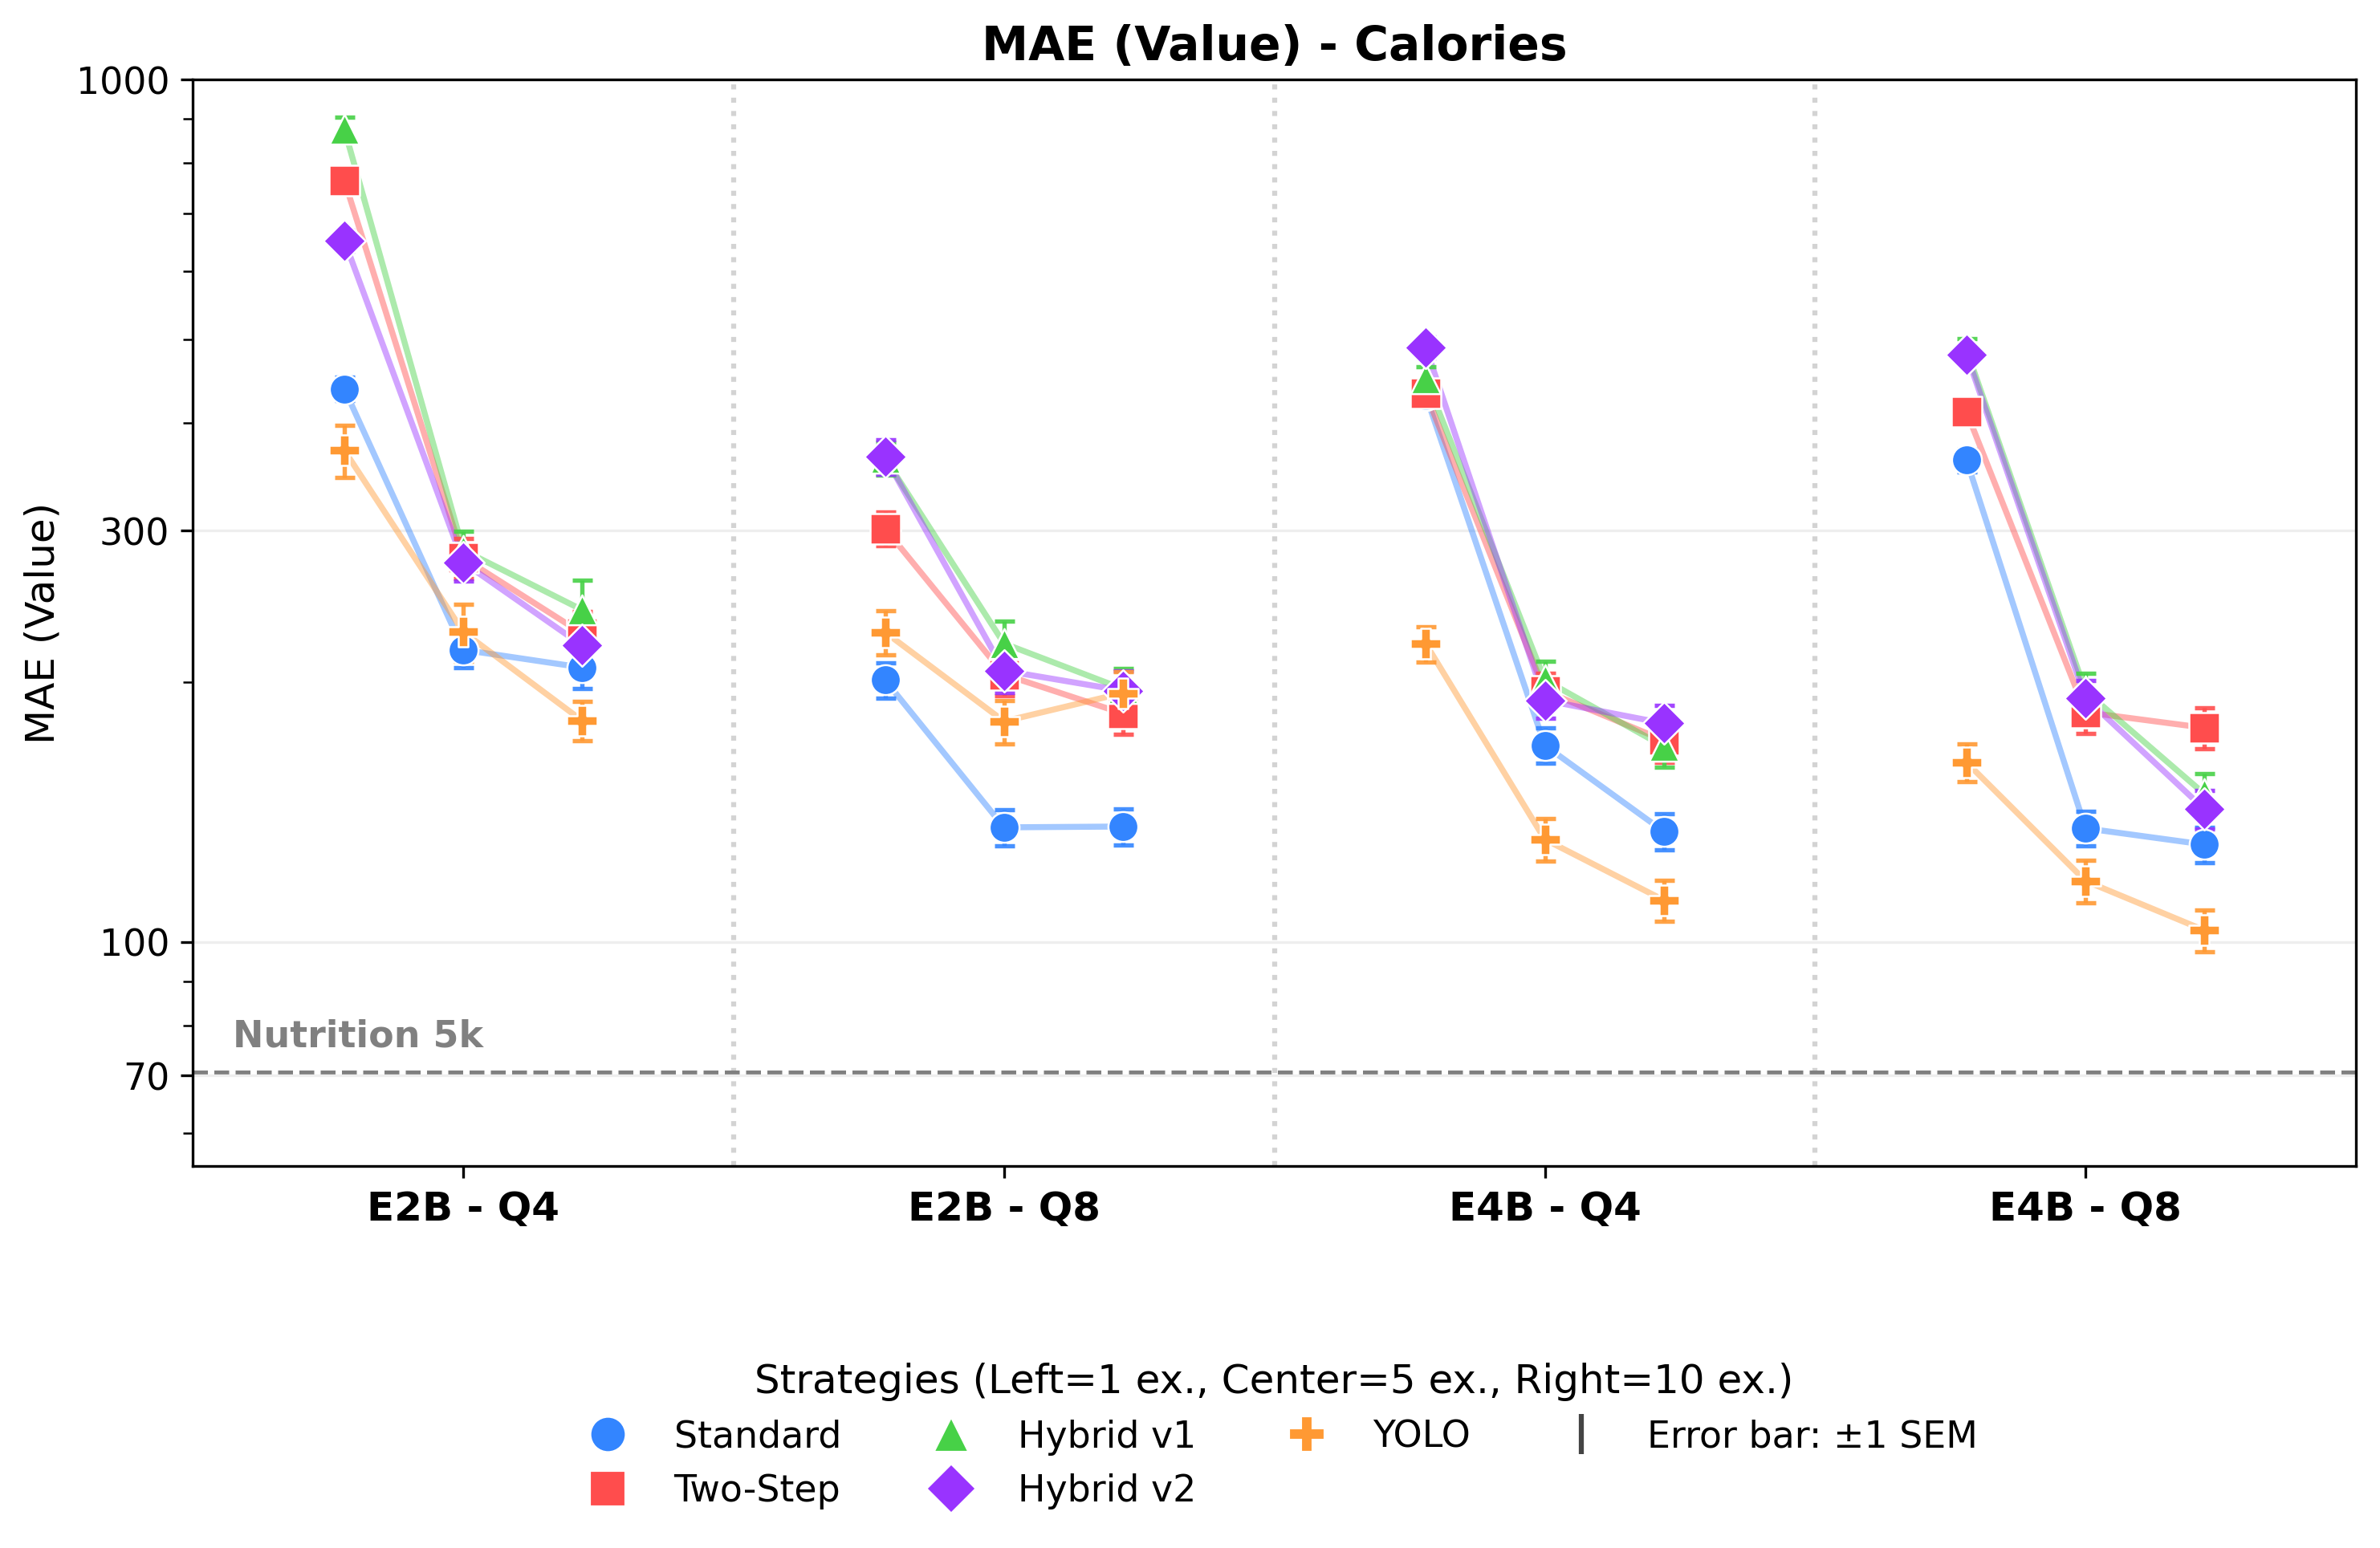 MAE (Value) - Calories
1000
300
100
70
MAE (Value)
Nutrition 5k
E2B - Q4
E2B - Q8
E4B - Q4
E4B - Q8
Strategies (Left=1 ex., Center=5 ex., Right=10 ex.)
Standard
Two-Step
Hybrid v1
Hybrid v2
YOLO
Error bar: ±1 SEM